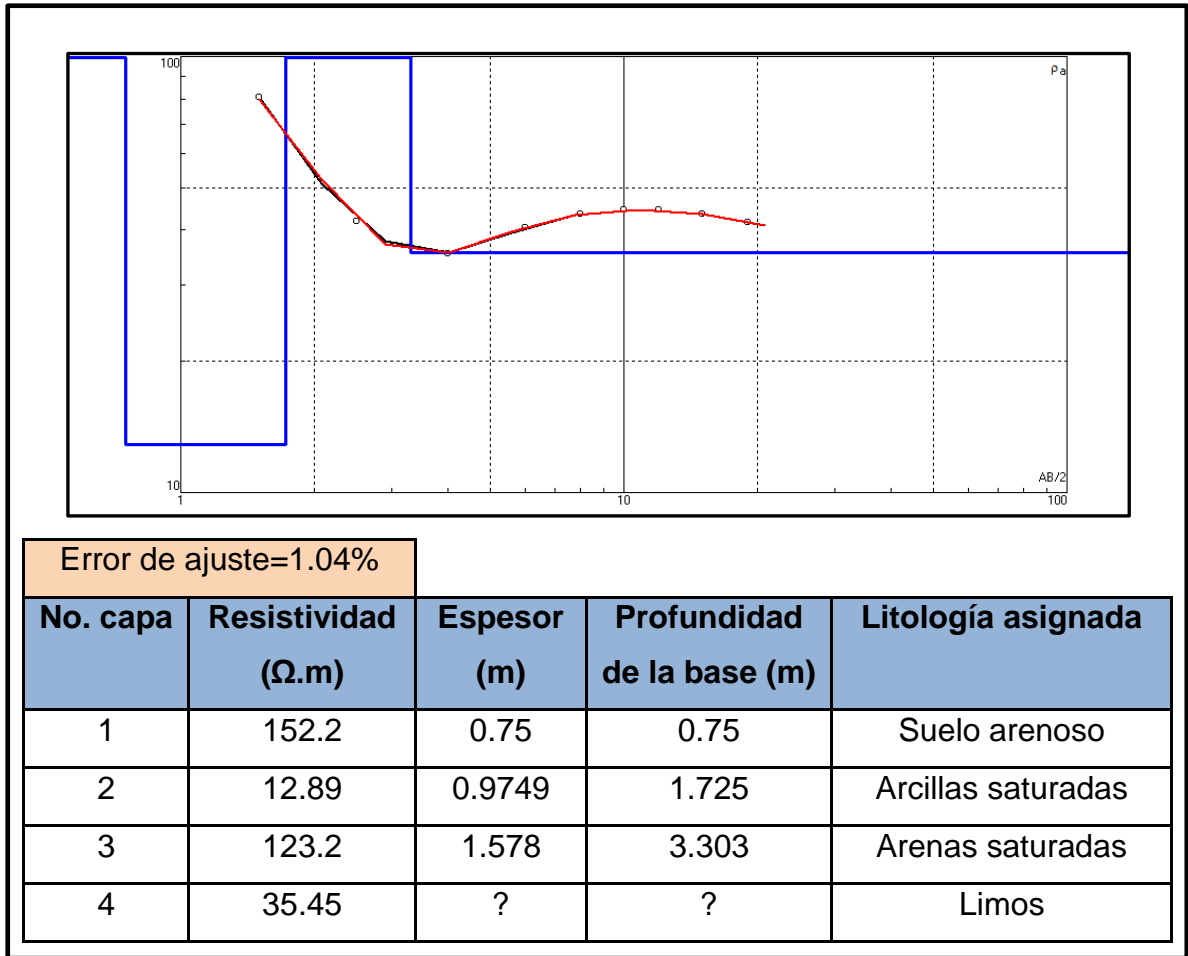 100
ρa
10
AB/2
1
10
100
Error de ajuste=1.04%
No. capa Resistividad (Ω.m) Espesor (m) Profundidad de la base (m) Litología asignada
1 152.2 0.75 0.75 Suelo arenoso
2 12.89 0.9749 1.725 Arcillas saturadas
3 123.2 1.578 3.303 Arenas saturadas
4 35.45 ? ? Limos